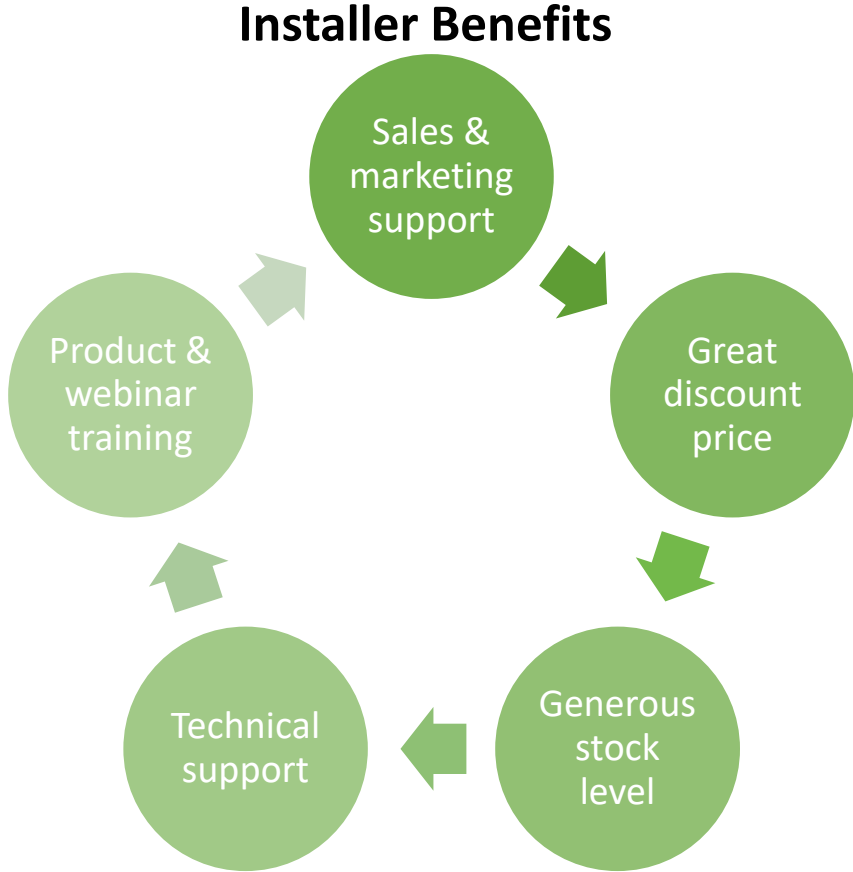 Installer Benefits
Sales &
marketing
support
Great
discount
price
Generous
stock
level
Technical
support
Product &
webinar
training